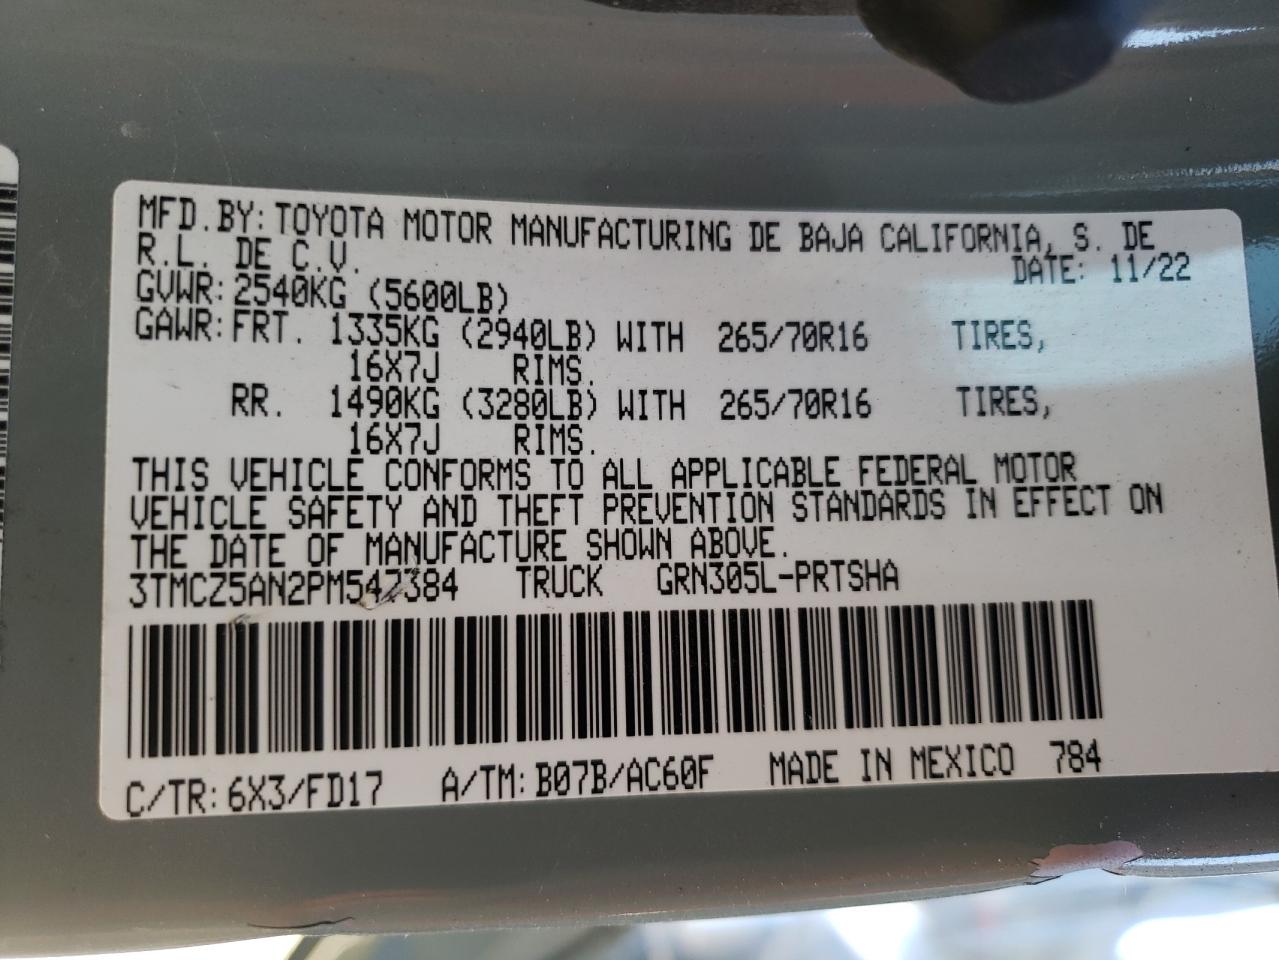 MFD. BY: TOYOTA MOTOR MANUFACTURING DE BAJA CALIFORNIA, S. DE
R.L. DE C.V.
DATE: 11/22
GVWR: 2540KG (5600LB)
GAWR: FRT. 1335KG (2940LB) WITH 265/70R16 TIRES,
16X7J RIMS.
RR. 1490KG (3280LB) WITH 265/70R16 TIRES,
16X7J RIMS.
THIS VEHICLE CONFORMS TO ALL APPLICABLE FEDERAL MOTOR
VEHICLE SAFETY AND THEFT PREVENTION STANDARDS IN EFFECT ON
THE DATE OF MANUFACTURE SHOWN ABOVE.
3TMCZ5AN2PM547384 TRUCK GRN305L-PRTSHA
C/TR: 6X3/FD17 A/TM: B07B/AC60F MADE IN MEXICO 784